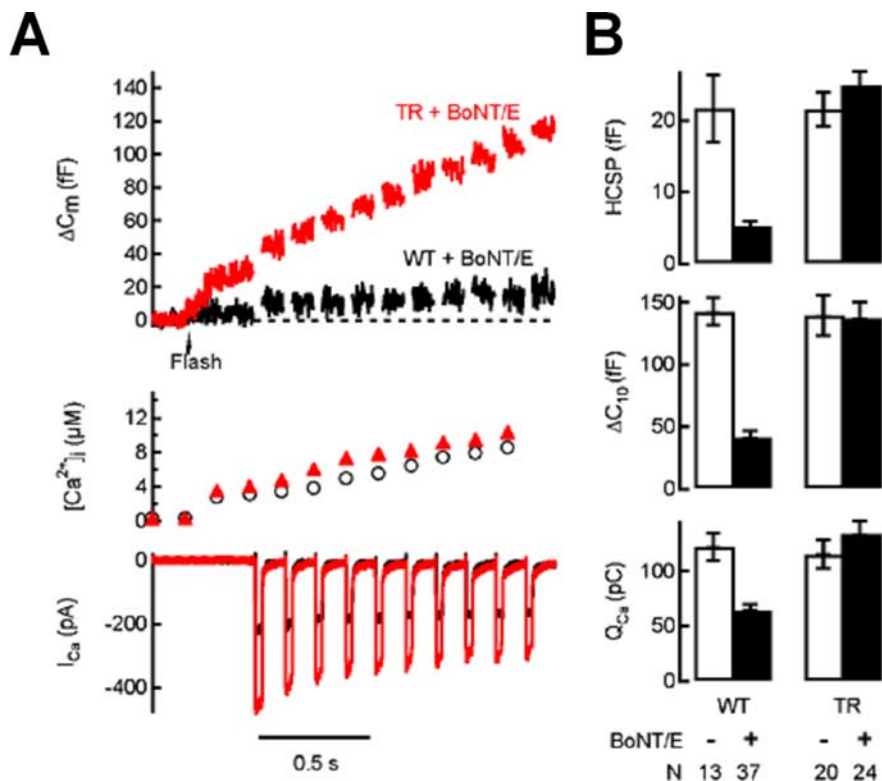 A
140
120
100
80
60
40
20
0
ΔCm (fF)
TR + BoNT/E
WT + BoNT/E
Flash
12
8
4
0
[Ca²⁺]i (μM)
0
-200
-400
ICa (pA)
0.5 s
B
20
10
0
HCSP (fF)
150
100
50
0
ΔC10 (fF)
100
50
0
QCa (pC)
WT TR
BoNT/E - + - +
N 13 37 20 24